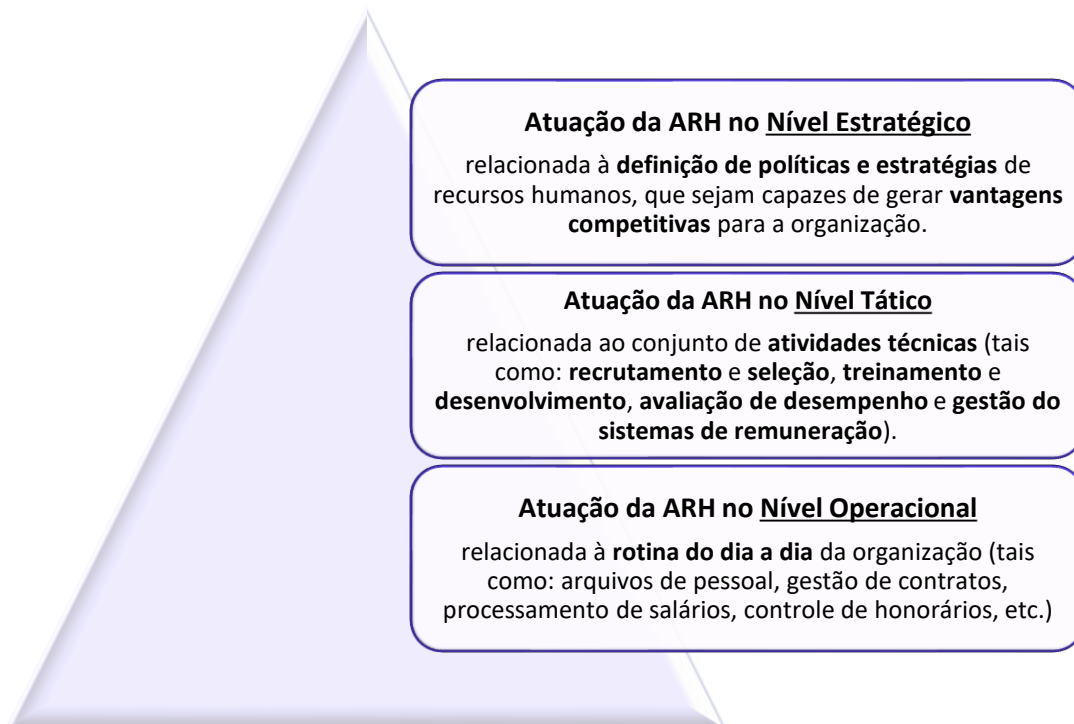 Atuação da ARH no Nível Estratégico
relacionada à definição de políticas e estratégias de
recursos humanos, que sejam capazes de gerar vantagens
competitivas para a organização.
Atuação da ARH no Nível Tático
relacionada ao conjunto de atividades técnicas (tais
como: recrutamento e seleção, treinamento e
desenvolvimento, avaliação de desempenho e gestão do
sistemas de remuneração).
Atuação da ARH no Nível Operacional
relacionada à rotina do dia a dia da organização (tais
como: arquivos de pessoal, gestão de contratos,
processamento de salários, controle de honorários, etc.)